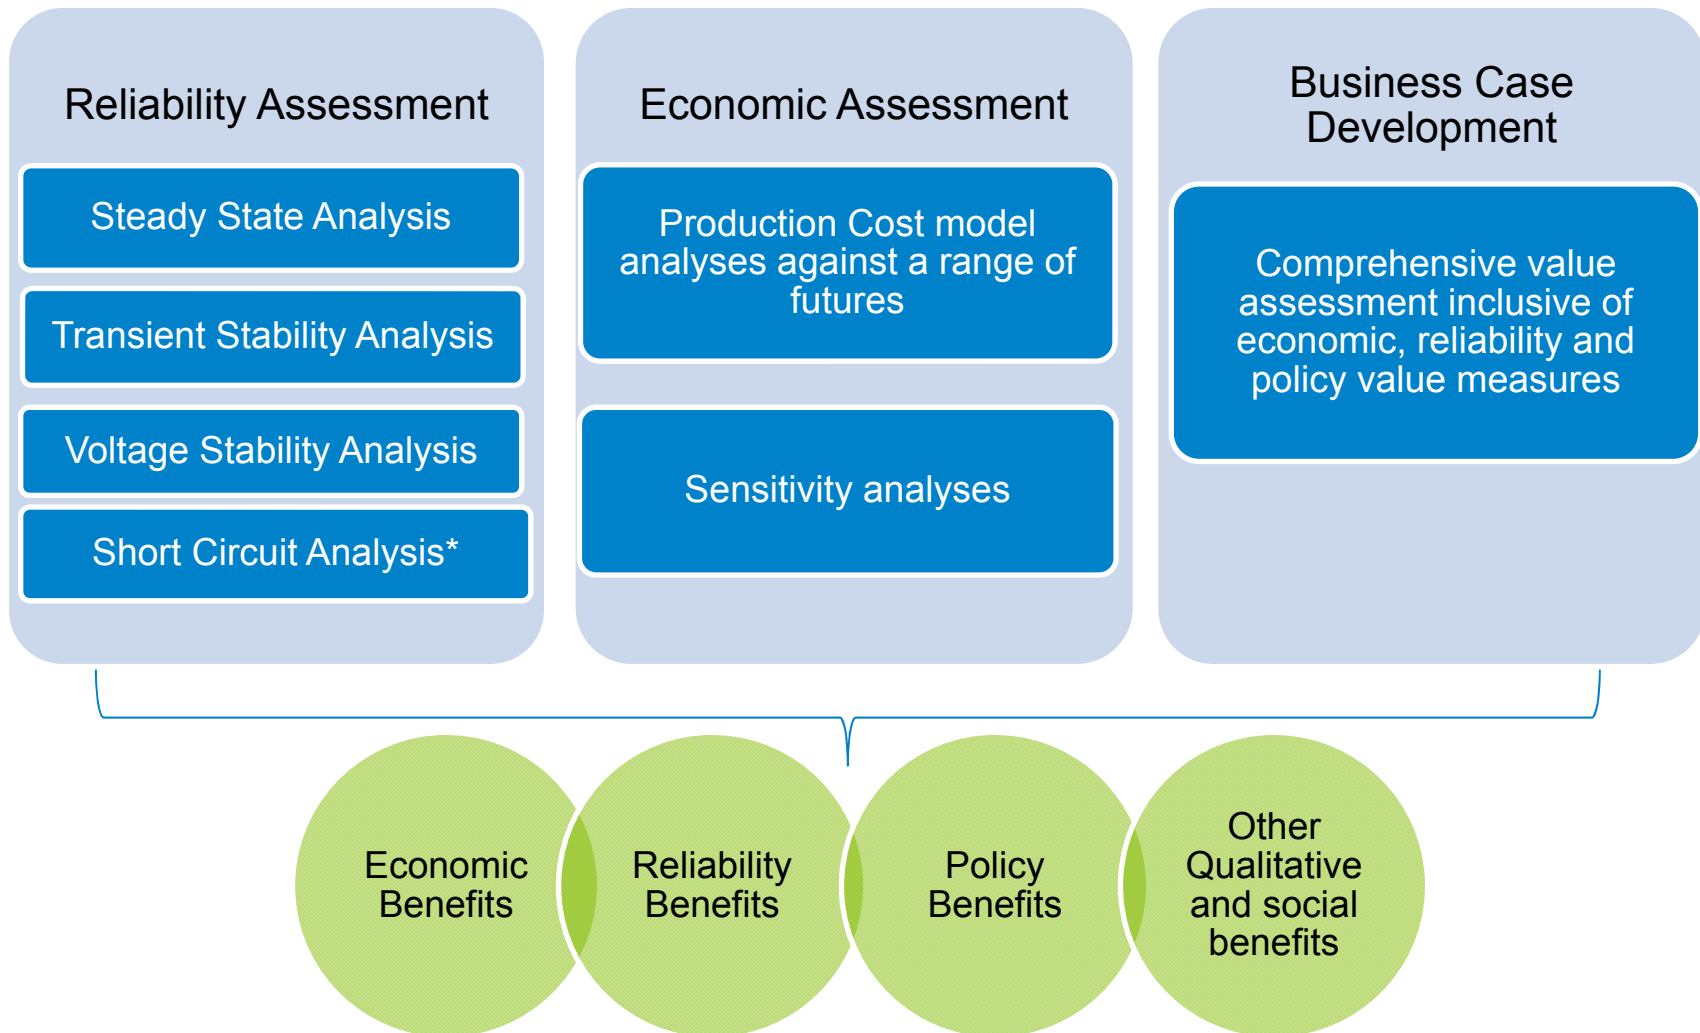 Reliability Assessment
Steady State Analysis
Transient Stability Analysis
Voltage Stability Analysis
Short Circuit Analysis*
Economic Assessment
Production Cost model
analyses against a range of
futures
Sensitivity analyses
Business Case
Development
Comprehensive value
assessment inclusive of
economic, reliability and
policy value measures
Economic
Benefits
Reliability
Benefits
Policy
Benefits
Other
Qualitative
and social
benefits